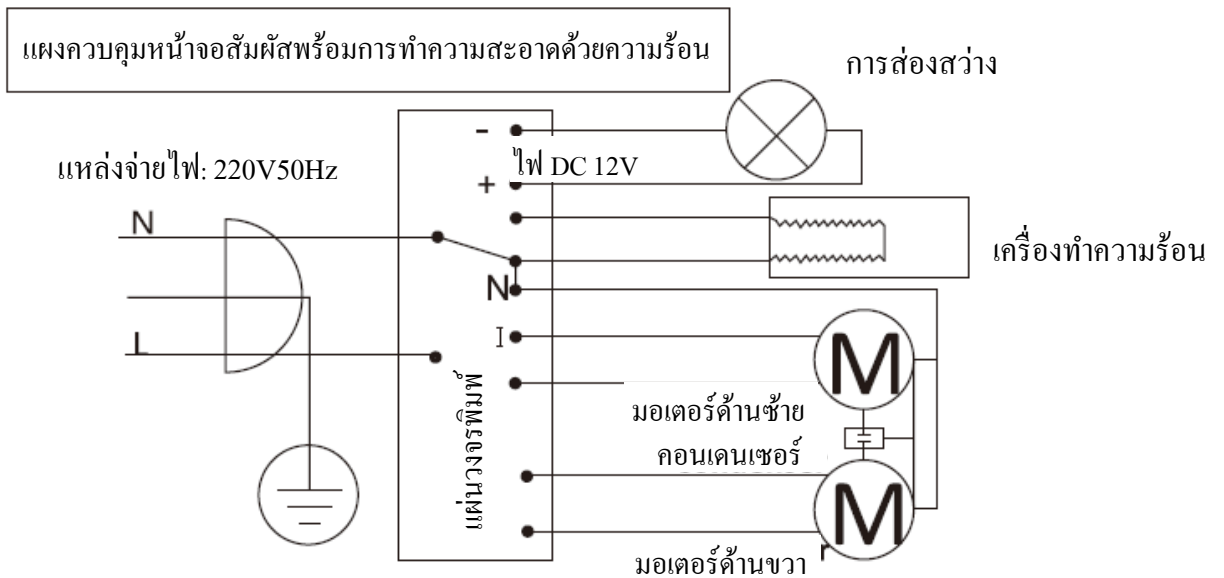 แผงควบคุมหน้าจอสัมผัสพร้อมการทำความสะอาดด้วยความร้อน
การส่องสว่าง
-
ไฟ DC 12V
แหล่งจ่ายไฟ: 220V50Hz
+
N
เครื่องทำความร้อน
N
I
L
M
แผ่นวงจรพิมพ์
มอเตอร์ด้านซ้าย
คอนเดนเซอร์
M
มอเตอร์ด้านขวา